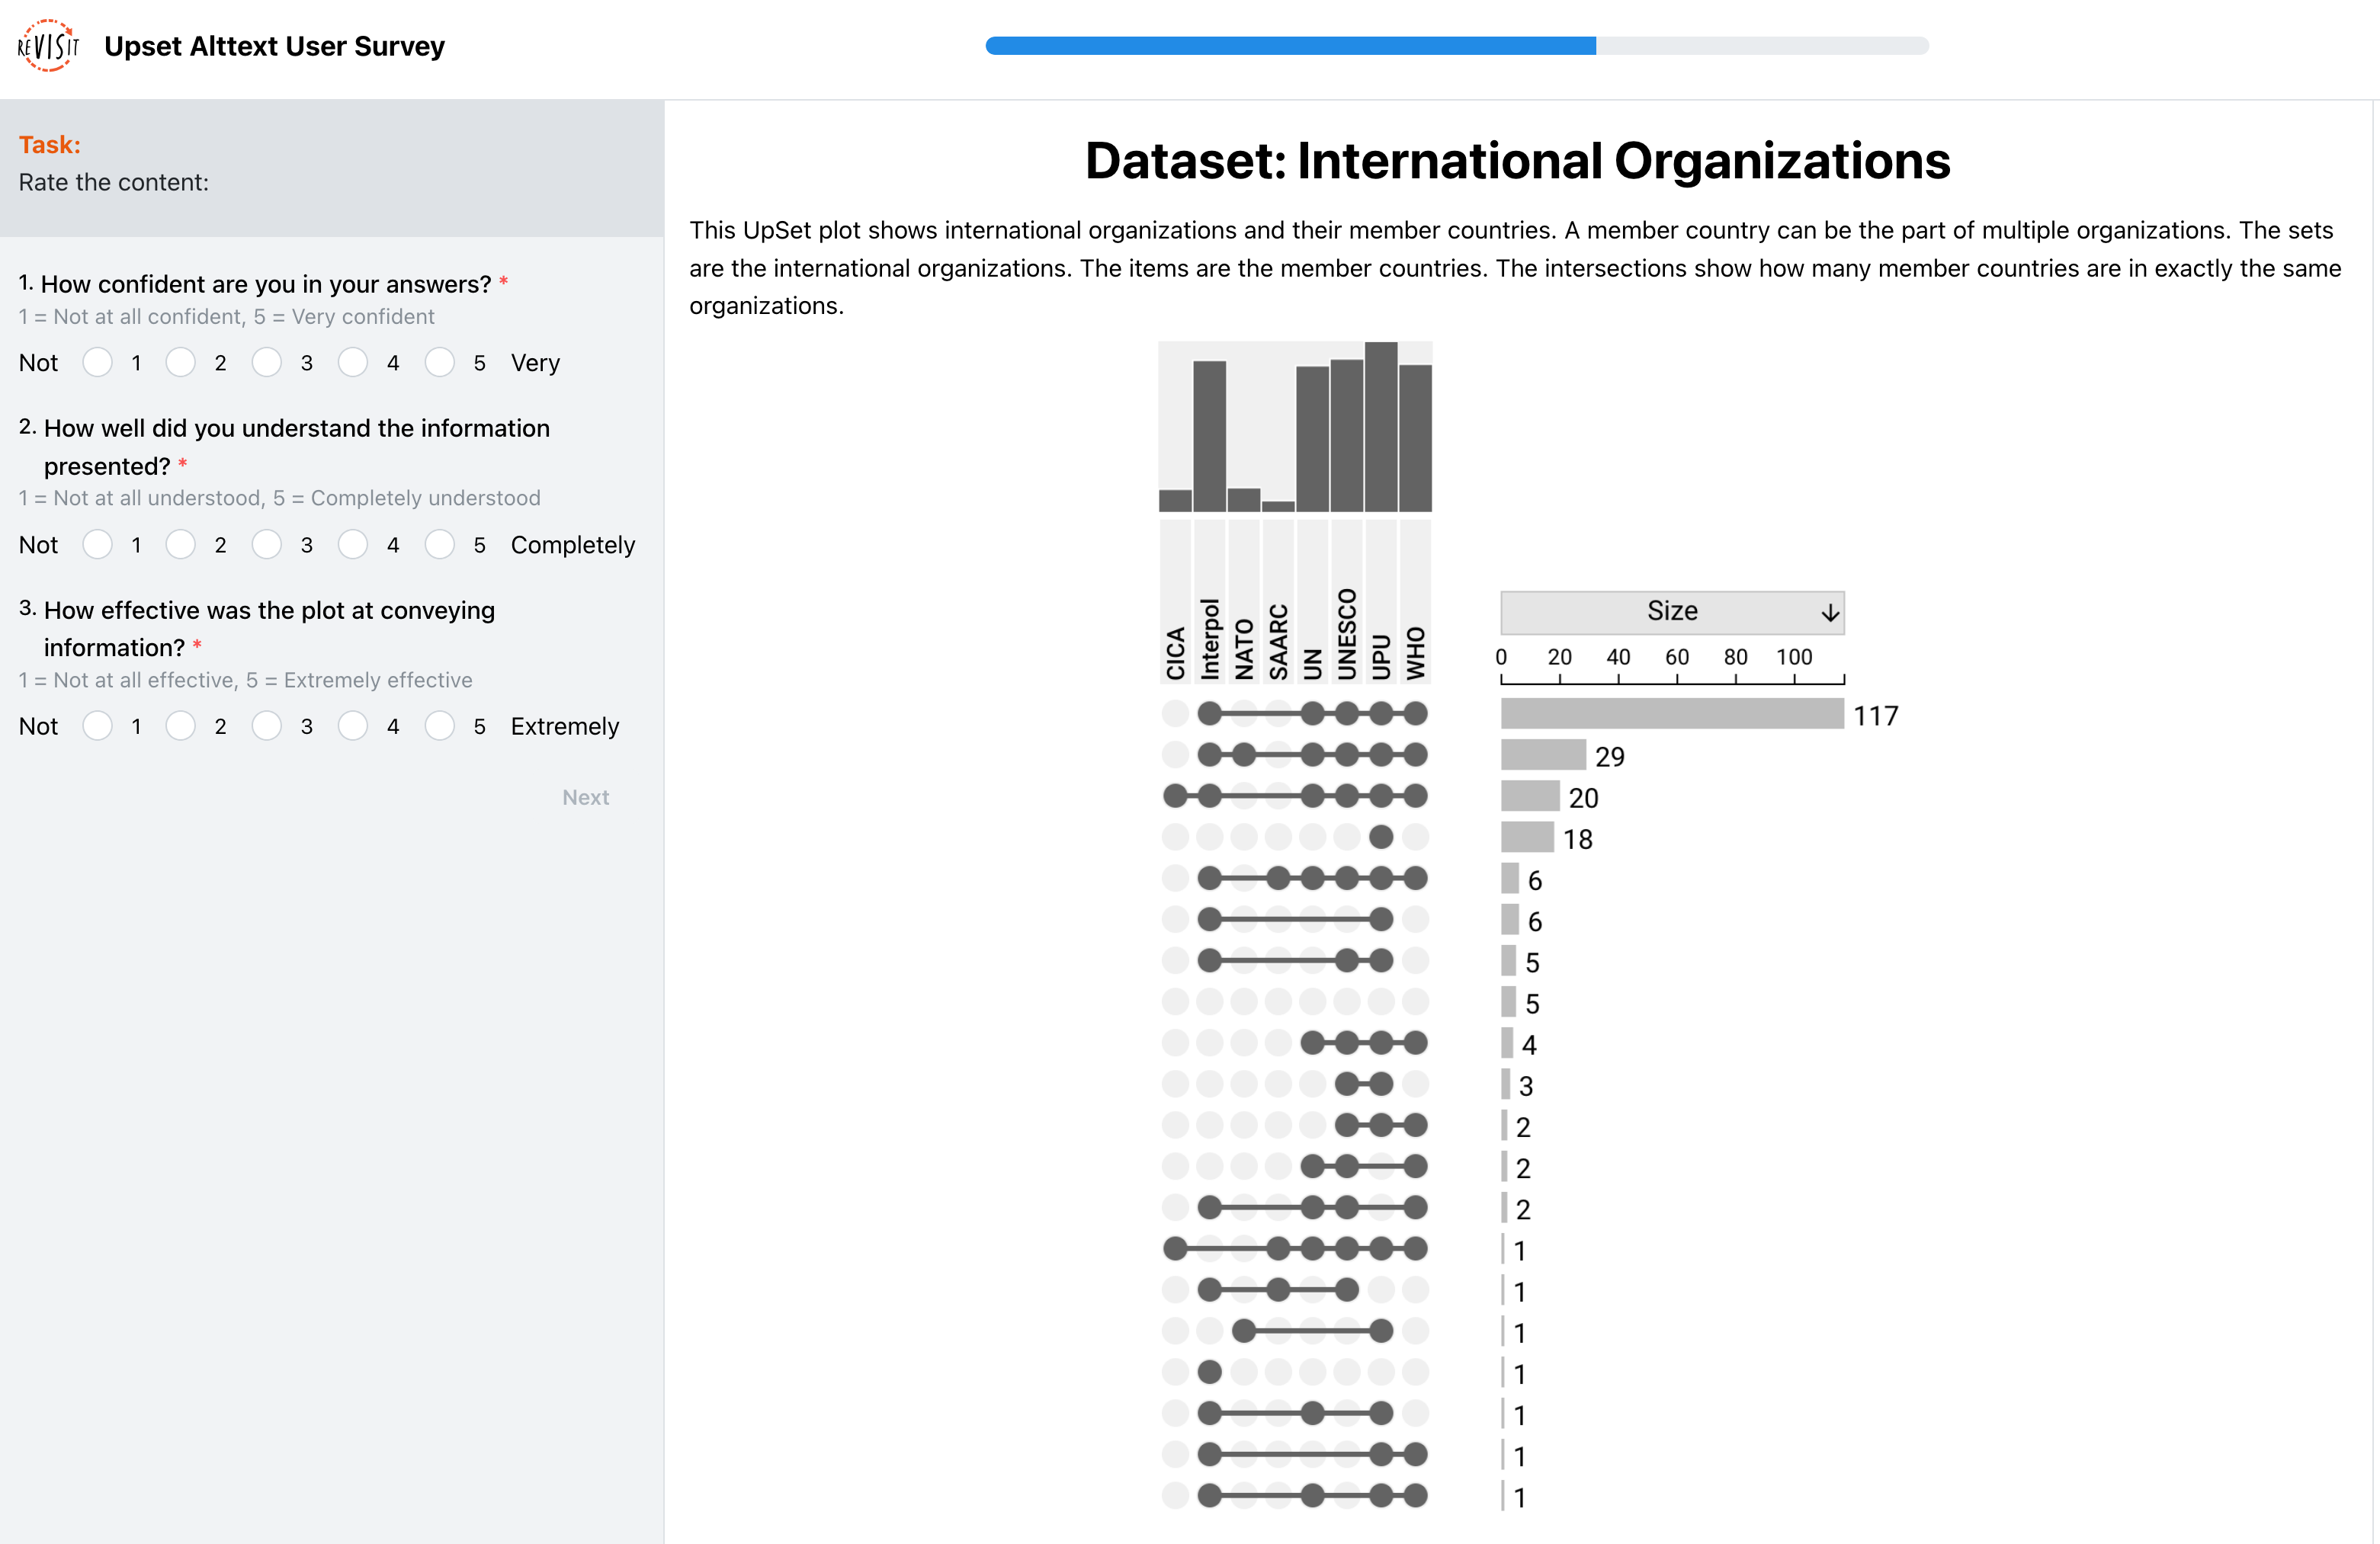 REVISIT
Upset Alttext User Survey
Task:
Rate the content:
1. How confident are you in your answers? *
1 = Not at all confident, 5 = Very confident
Not 1 2 3 4 5 Very
2. How well did you understand the information
presented? *
1 = Not at all understood, 5 = Completely understood
Not 1 2 3 4 5 Completely
3. How effective was the plot at conveying
information? *
1 = Not at all effective, 5 = Extremely effective
Not 1 2 3 4 5 Extremely
Next
Dataset: International Organizations
This UpSet plot shows international organizations and their member countries. A member country can be the part of multiple organizations. The sets
are the international organizations. The items are the member countries. The intersections show how many member countries are in exactly the same
organizations.
CICA
Interpol
NATO
SAARC
UN
UNESCO
UPU
WHO
Size
0 20 40 60 80 100
117
29
20
18
6
6
5
5
4
3
2
2
2
1
1
1
1
1
1
1